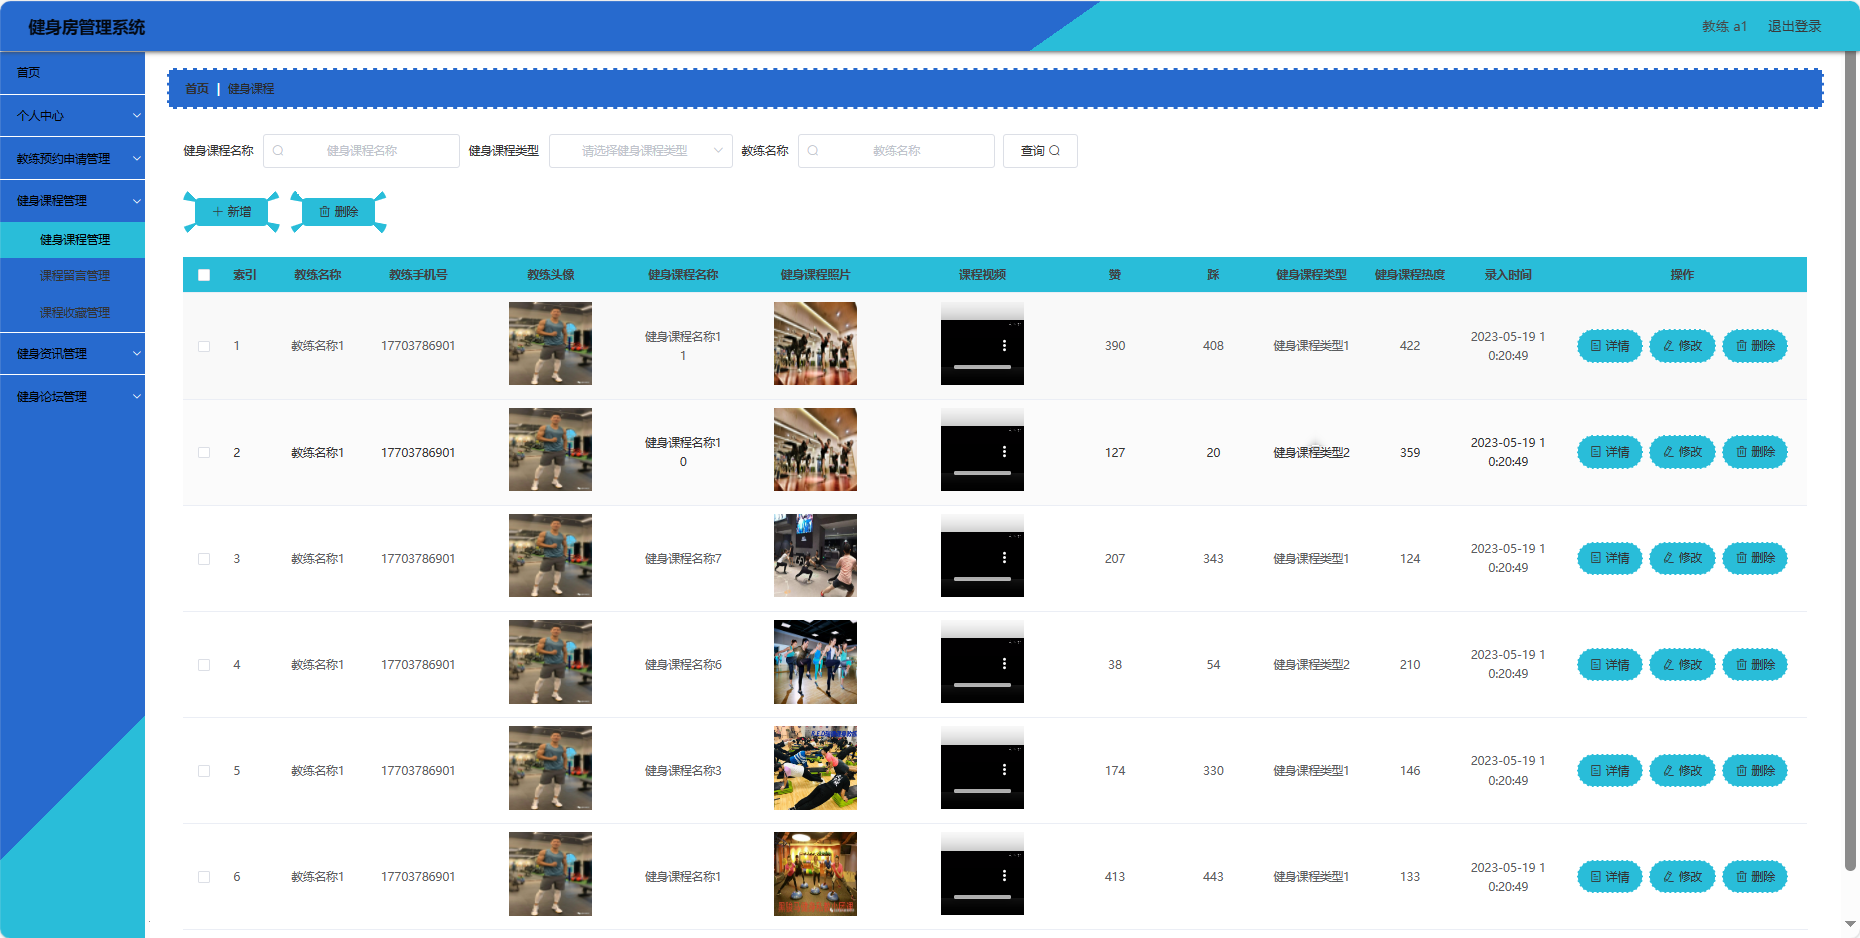 健身房管理系统
教练 a1 退出登录
首页
个人中心
教练预约申请管理
健身课程管理
健身课程管理
课程留言管理
课程收藏管理
健身资讯管理
健身论坛管理
首页 | 健身课程
健身课程名称 健身课程名称 健身课程类型 请选择健身课程类型 教练名称 教练名称 查询
新增 删除
索引 教练名称 教练手机号 教练头像 健身课程名称 健身课程照片 课程视频 赞 踩 健身课程类型 健身课程热度 录入时间 操作
1 教练名称1 17703786901 健身课程名称1 390 408 健身课程类型1 422 2023-05-19 1 详情 修改 删除
1 0:20:49
2 教练名称1 17703786901 健身课程名称1 127 20 健身课程类型2 359 2023-05-19 1 详情 修改 删除
0 0:20:49
3 教练名称1 17703786901 健身课程名称7 207 343 健身课程类型1 124 2023-05-19 1 详情 修改 删除
0:20:49
4 教练名称1 17703786901 健身课程名称6 38 54 健身课程类型2 210 2023-05-19 1 详情 修改 删除
0:20:49
5 教练名称1 17703786901 健身课程名称3 174 330 健身课程类型1 146 2023-05-19 1 详情 修改 删除
0:20:49
6 教练名称1 17703786901 健身课程名称1 413 443 健身课程类型1 133 2023-05-19 1 详情 修改 删除
0:20:49